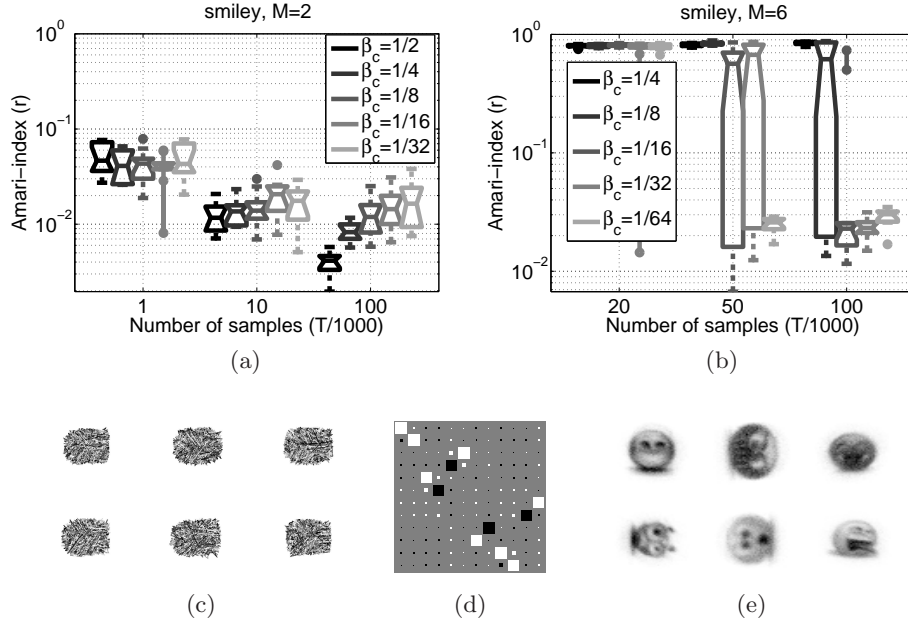 smiley, M=2
10^0
10^-1
10^-2
Amari−index (r)
β_c=1/2
β_c=1/4
β_c=1/8
β_c=1/16
β_c=1/32
1 10 100
Number of samples (T/1000)
(a)
smiley, M=6
10^0
10^-1
10^-2
Amari−index (r)
β_c=1/4
β_c=1/8
β_c=1/16
β_c=1/32
β_c=1/64
20 50 100
Number of samples (T/1000)
(b)
(c) (d) (e)